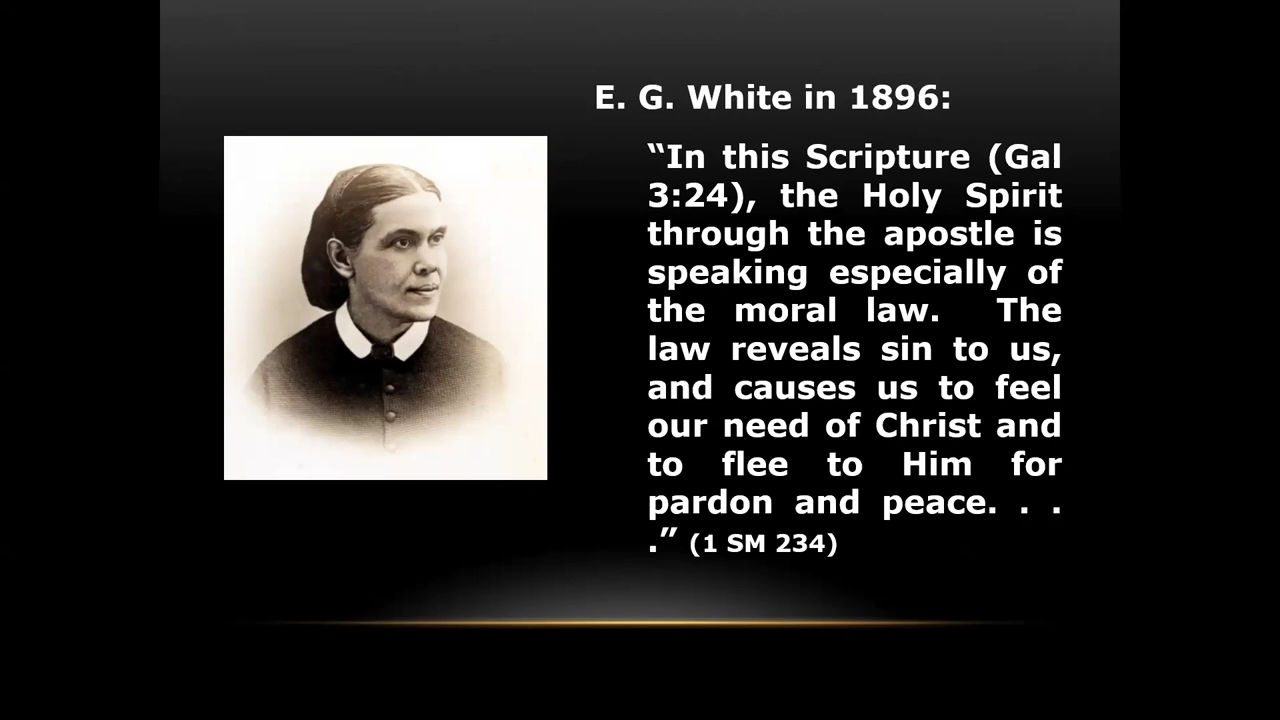 E. G. White in 1896:
“In this Scripture (Gal
3:24), the Holy Spirit
through the apostle is
speaking especially of
the moral law. The
law reveals sin to us,
and causes us to feel
our need of Christ and
to flee to Him for
pardon and peace. . .
.” (1 SM 234)